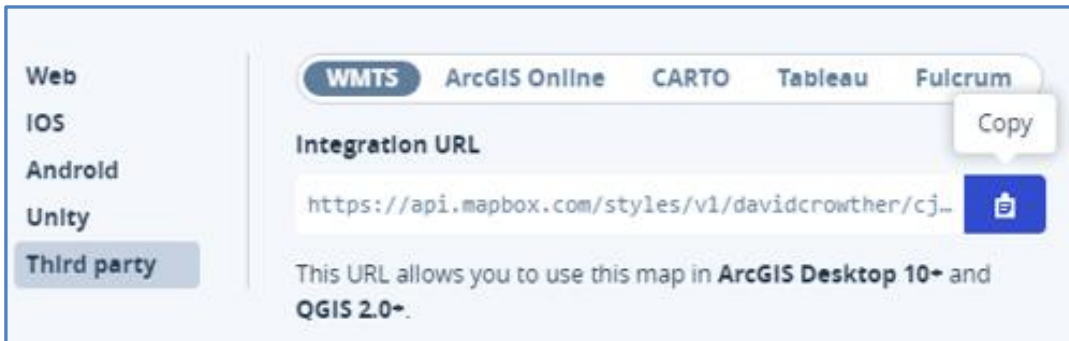 Web
IOS
Android
Unity
Third party
WMTS ArcGIS Online CARTO Tableau Fulcrum
Copy
Integration URL
https://api.mapbox.com/styles/v1/davidcrowther/cj…
This URL allows you to use this map in ArcGIS Desktop 10+ and
QGIS 2.0+.